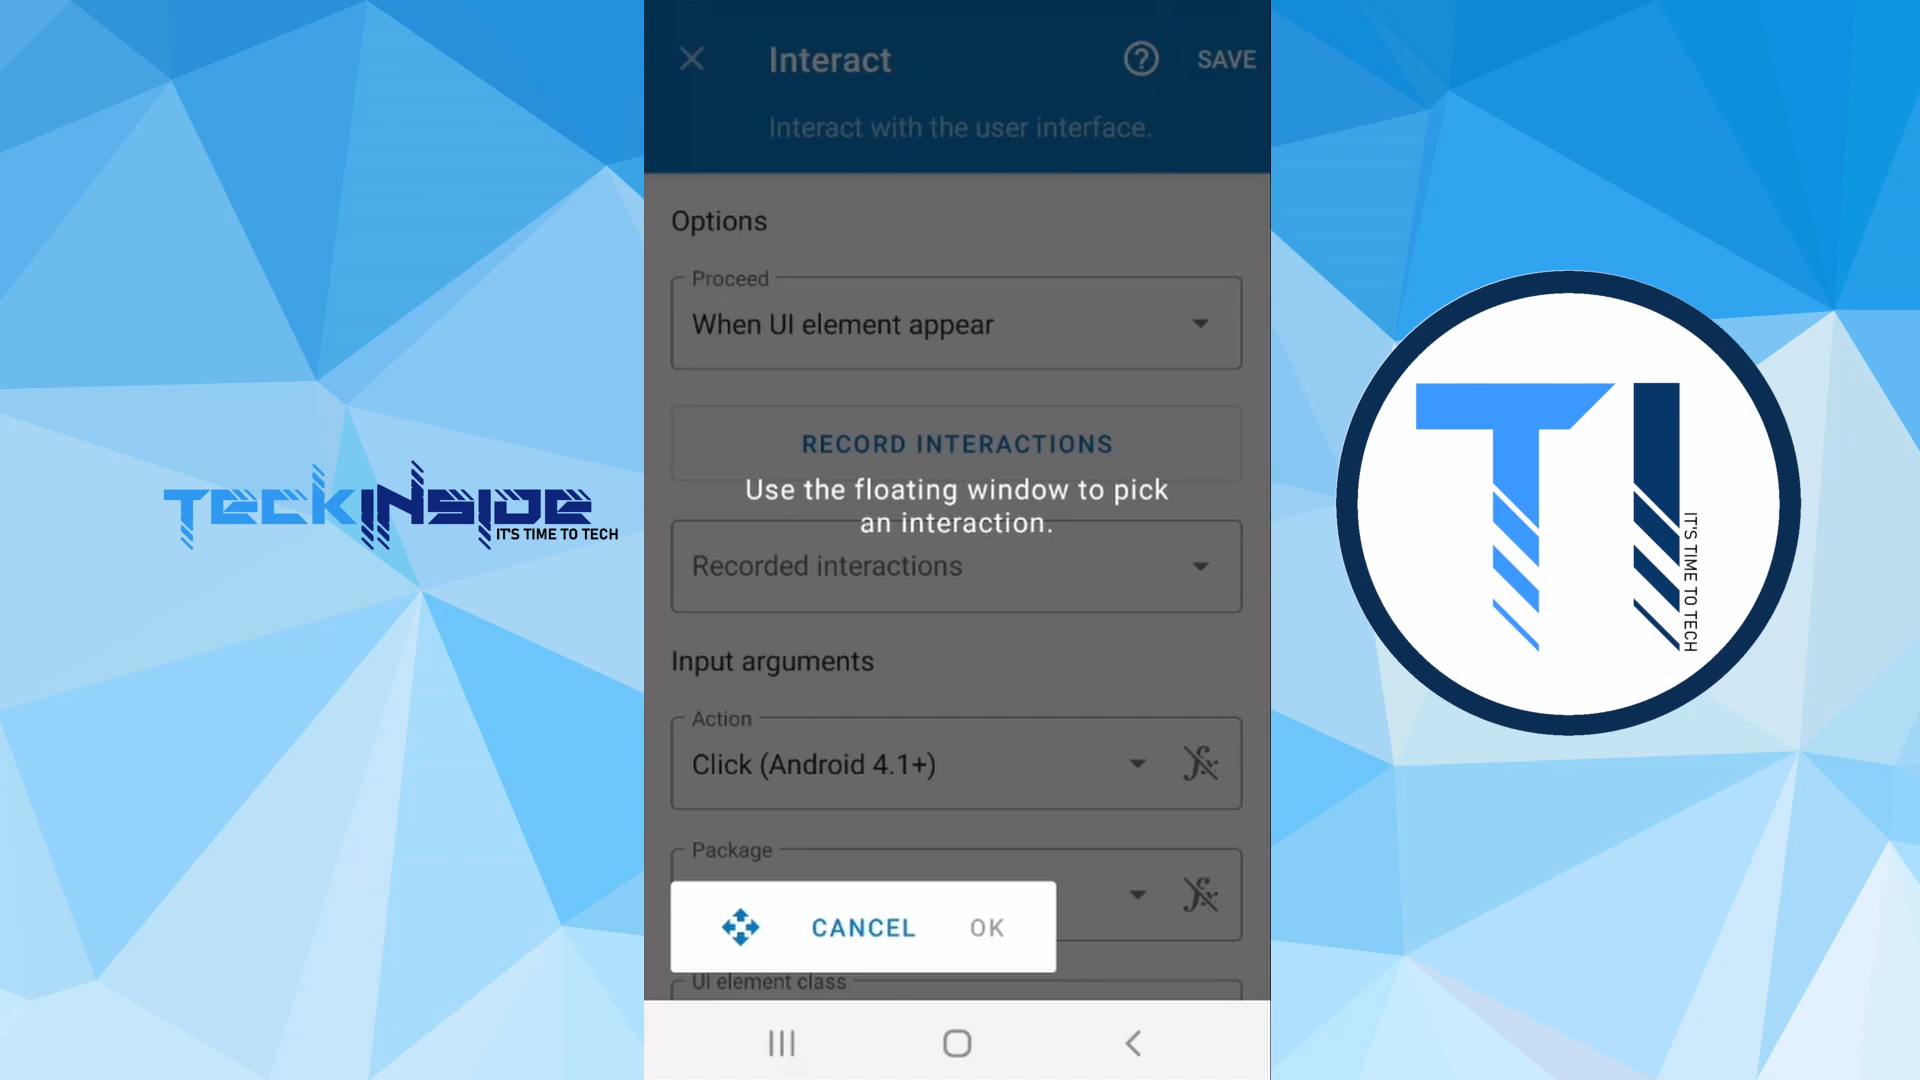 Interact
SAVE
Interact with the user interface.
Options
Proceed
When UI element appear
RECORD INTERACTIONS
Use the floating window to pick
an interaction.
Recorded interactions
Input arguments
Action
Click (Android 4.1+)
Package
CANCEL
OK
UI element class
TECKINSIDE
IT'S TIME TO TECH
TI
IT'S TIME TO TECH